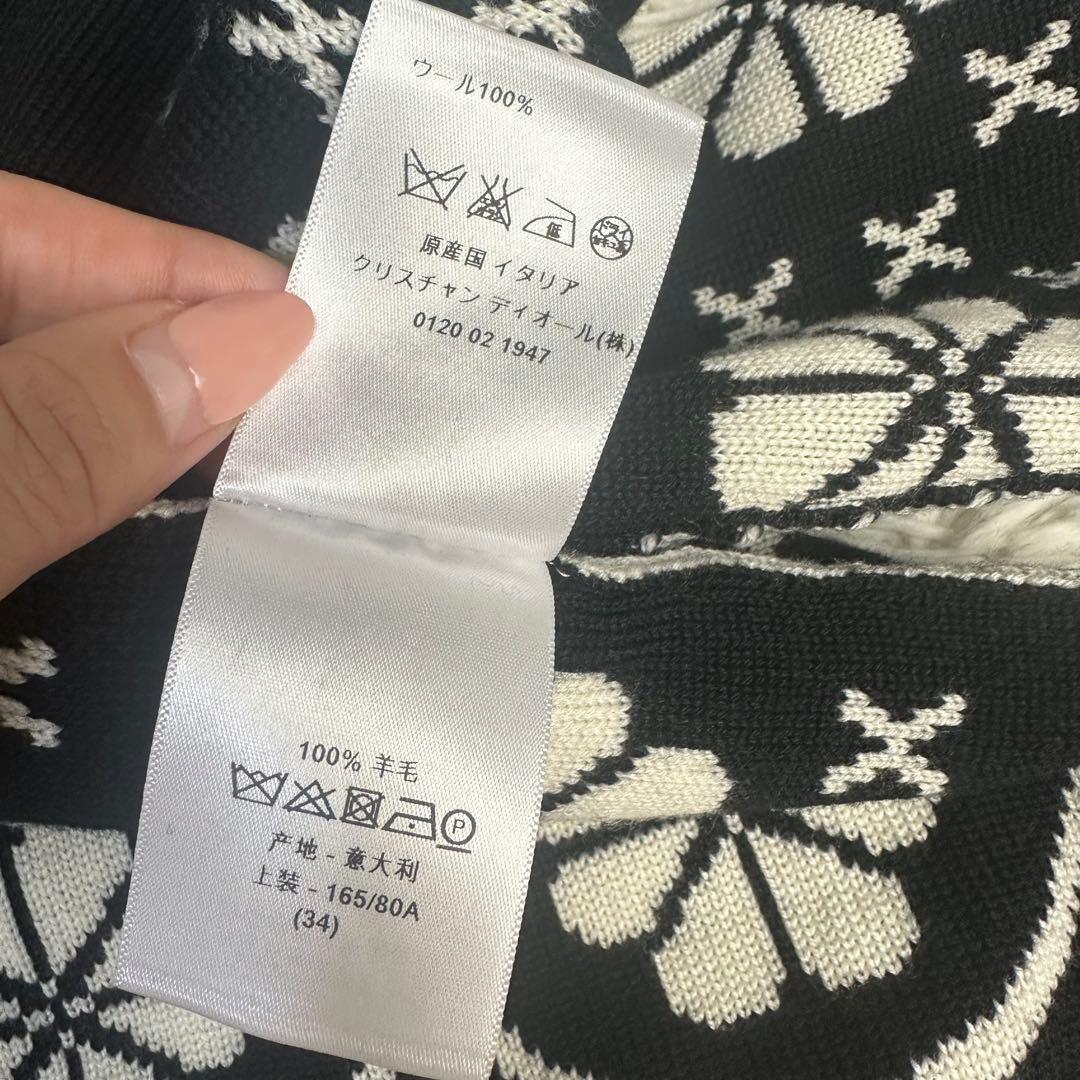 ウール100%
低
原産国 イタリア
クリスチャン ディオール(株)
0120 02 1947
100% 羊毛
P
产地 - 意大利
上装 - 165/80A
(34)